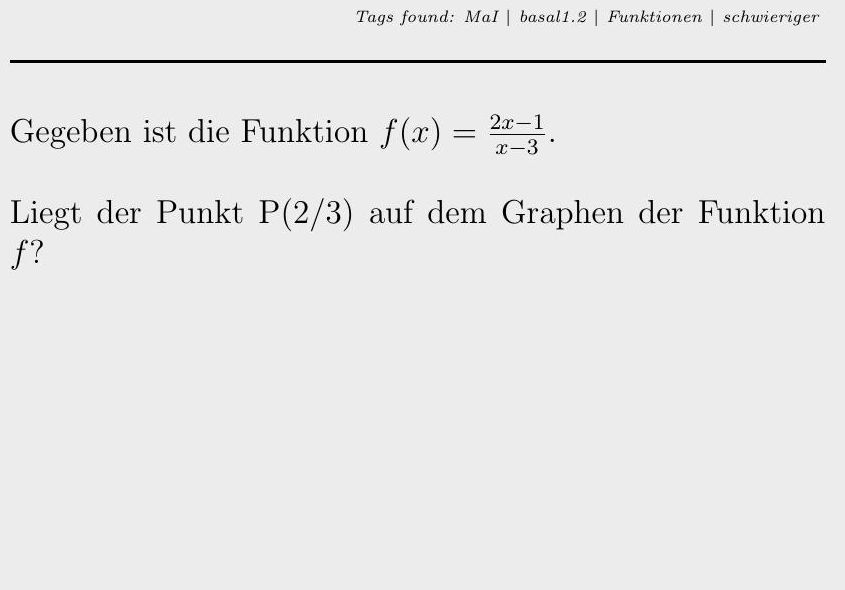 Tags found: MaI | basal1.2 | Funktionen | schwieriger
Gegeben ist die Funktion f(x) = \frac{2x−1}{x−3}.
Liegt der Punkt P(2/3) auf dem Graphen der Funktion
f?